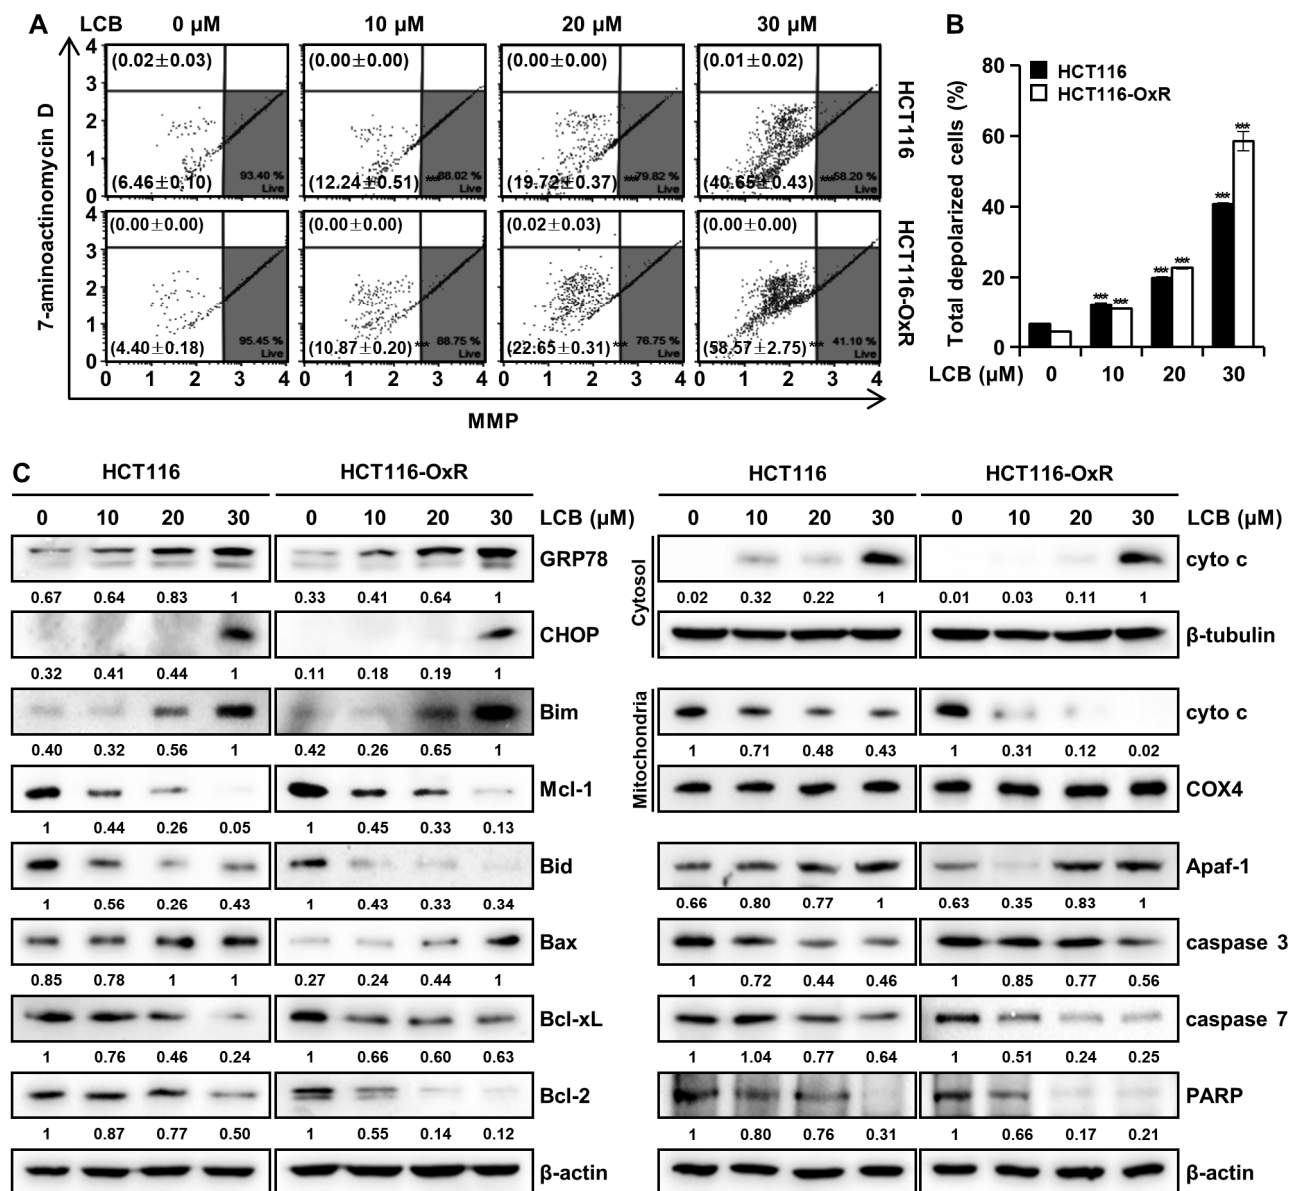 A
LCB 0 µM 10 µM 20 µM 30 µM
7-aminoactinomycin D
4 3 2 1 0
(0.02±0.03) (0.00±0.00) (0.00±0.00) (0.01±0.02)
93.40 % 88.02 % 79.82 % 58.20 %
Live Live Live Live
(6.46±0.10) (12.24±0.51)*** (19.72±0.37)*** (40.65±0.43)***
HCT116
4 3 2 1 0
(0.00±0.00) (0.00±0.00) (0.02±0.03) (0.00±0.00)
95.45 % 88.75 % 76.75 % 41.10 %
Live Live Live Live
(4.40±0.18) (10.87±0.20)*** (22.65±0.31)*** (58.57±2.75)***
HCT116-OxR
0 1 2 3 4 0 1 2 3 4 0 1 2 3 4 0 1 2 3 4
MMP
B
Total depolarized cells (%)
80
60
40
20
0
HCT116
HCT116-OxR
*** *** *** *** *** ***
LCB (µM) 0 10 20 30
C
HCT116 HCT116-OxR
0 10 20 30 0 10 20 30 LCB (µM)
GRP78
0.67 0.64 0.83 1 0.33 0.41 0.64 1
CHOP
0.32 0.41 0.44 1 0.11 0.18 0.19 1
Bim
0.40 0.32 0.56 1 0.42 0.26 0.65 1
Mcl-1
1 0.44 0.26 0.05 1 0.45 0.33 0.13
Bid
1 0.56 0.26 0.43 1 0.43 0.33 0.34
Bax
0.85 0.78 1 1 0.27 0.24 0.44 1
Bcl-xL
1 0.76 0.46 0.24 1 0.66 0.60 0.63
Bcl-2
1 0.87 0.77 0.50 1 0.55 0.14 0.12
β-actin
HCT116 HCT116-OxR
0 10 20 30 0 10 20 30 LCB (µM)
Cytosol
cyto c
0.02 0.32 0.22 1 0.01 0.03 0.11 1
β-tubulin
Mitochondria
cyto c
1 0.71 0.48 0.43 1 0.31 0.12 0.02
COX4
Apaf-1
0.66 0.80 0.77 1 0.63 0.35 0.83 1
caspase 3
1 0.72 0.44 0.46 1 0.85 0.77 0.56
caspase 7
1 1.04 0.77 0.64 1 0.51 0.24 0.25
PARP
1 0.80 0.76 0.31 1 0.66 0.17 0.21
β-actin